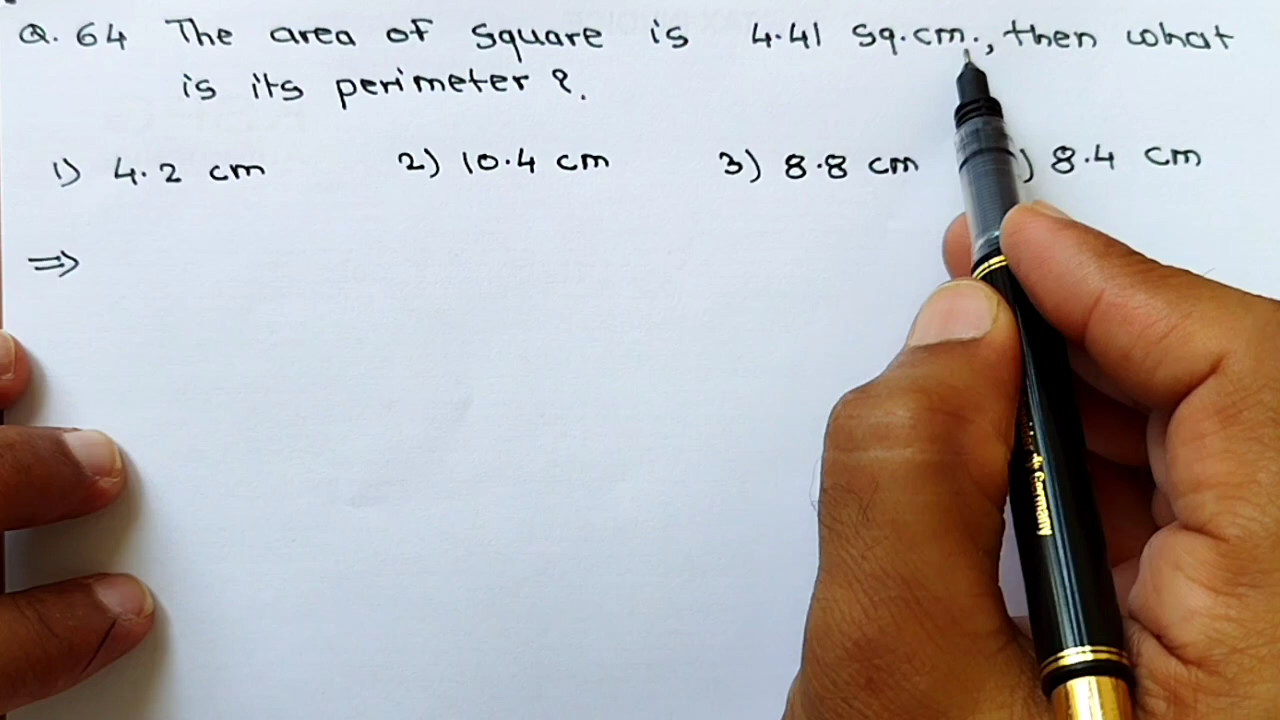 Q. 64 The area of square is 4.41 sq.cm., then what
is its perimeter ?.
1) 4.2 cm 2) 10.4 cm 3) 8.8 cm ) 8.4 cm
⇒
Germany